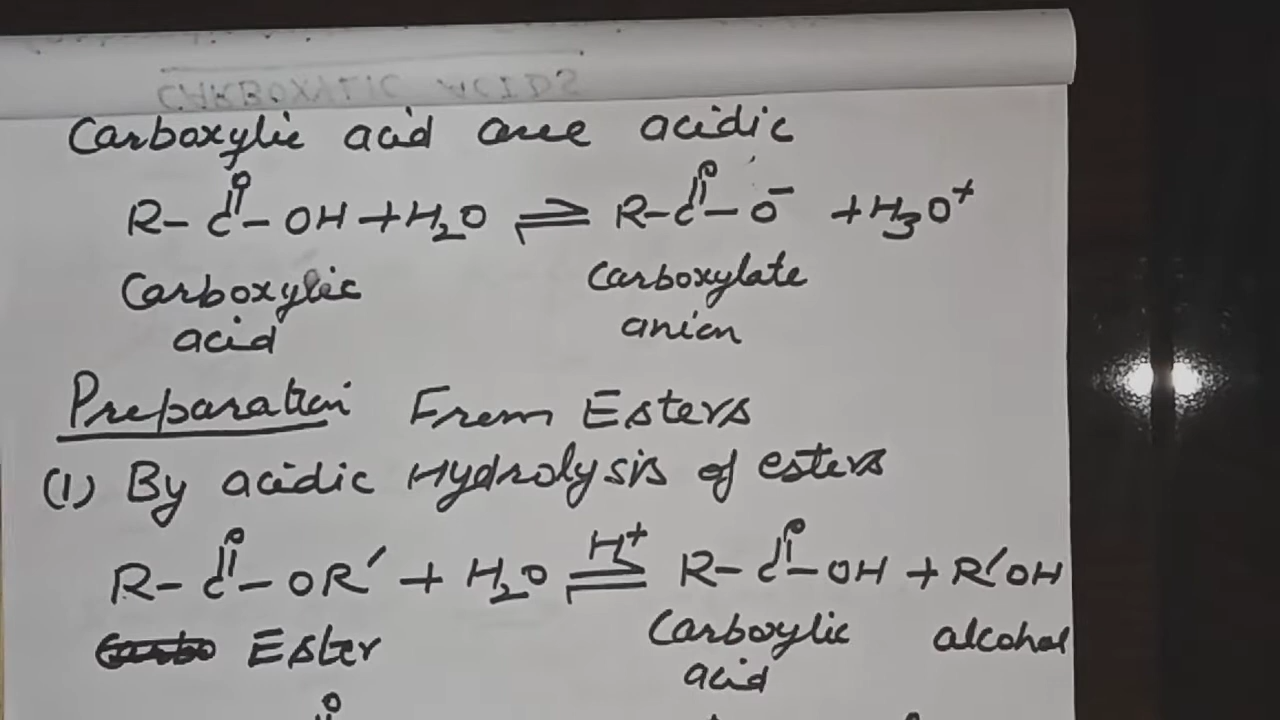 CARBOXYLIC ACIDS
Carboxylic acid are acidic
O O
R-C-OH+H2O ⇌ R-C-O⁻ +H3O⁺
Carboxylic Carboxylate
acid anion
Preparation From Esters
(1) By acidic Hydrolysis of esters
O H⁺ O
R-C-OR′ + H2O ⇌ R-C-OH + R′OH
Ester Carboxylic alcohol
acid
O